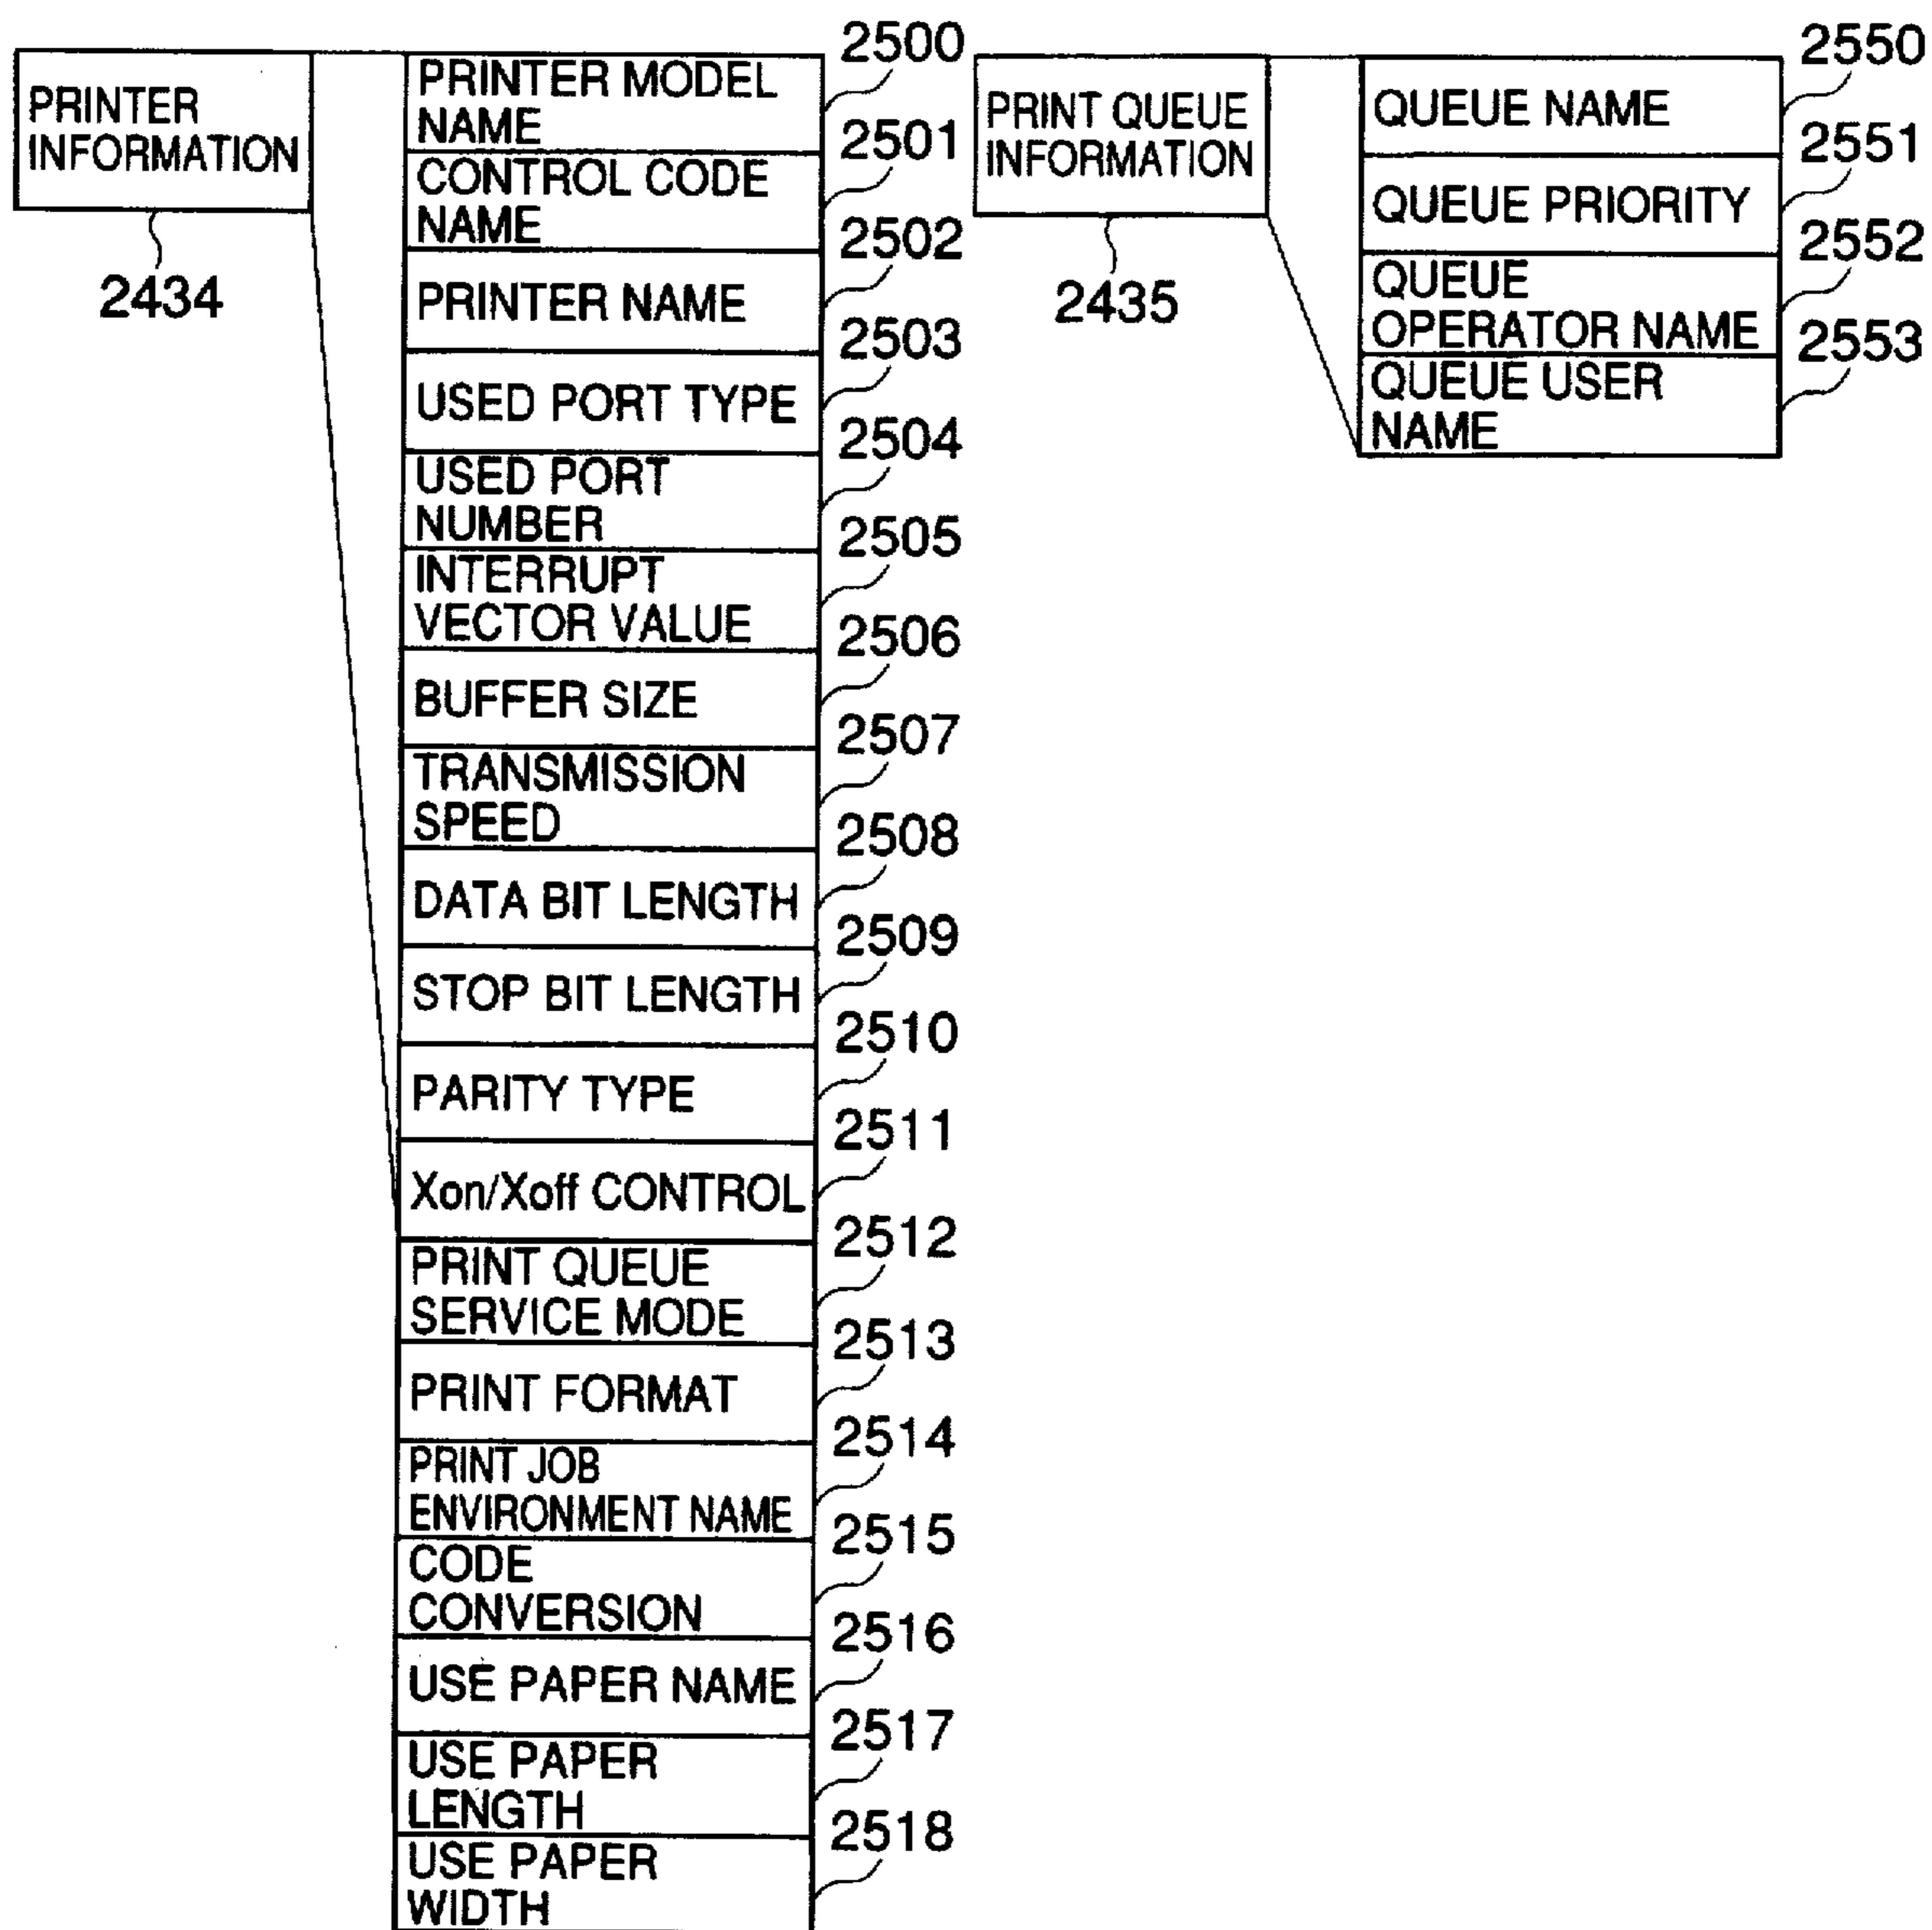 PRINTER
INFORMATION
2434
PRINTER MODEL
NAME
2500
CONTROL CODE
NAME
2501
PRINTER NAME
2502
USED PORT TYPE
2503
USED PORT
NUMBER
2504
INTERRUPT
VECTOR VALUE
2505
BUFFER SIZE
2506
TRANSMISSION
SPEED
2507
DATA BIT LENGTH
2508
STOP BIT LENGTH
2509
PARITY TYPE
2510
Xon/Xoff CONTROL
2511
PRINT QUEUE
SERVICE MODE
2512
PRINT FORMAT
2513
PRINT JOB
ENVIRONMENT NAME
2514
CODE
CONVERSION
2515
USE PAPER NAME
2516
USE PAPER
LENGTH
2517
USE PAPER
WIDTH
2518
PRINT QUEUE
INFORMATION
2435
QUEUE NAME
2550
QUEUE PRIORITY
2551
QUEUE
OPERATOR NAME
2552
QUEUE USER
NAME
2553